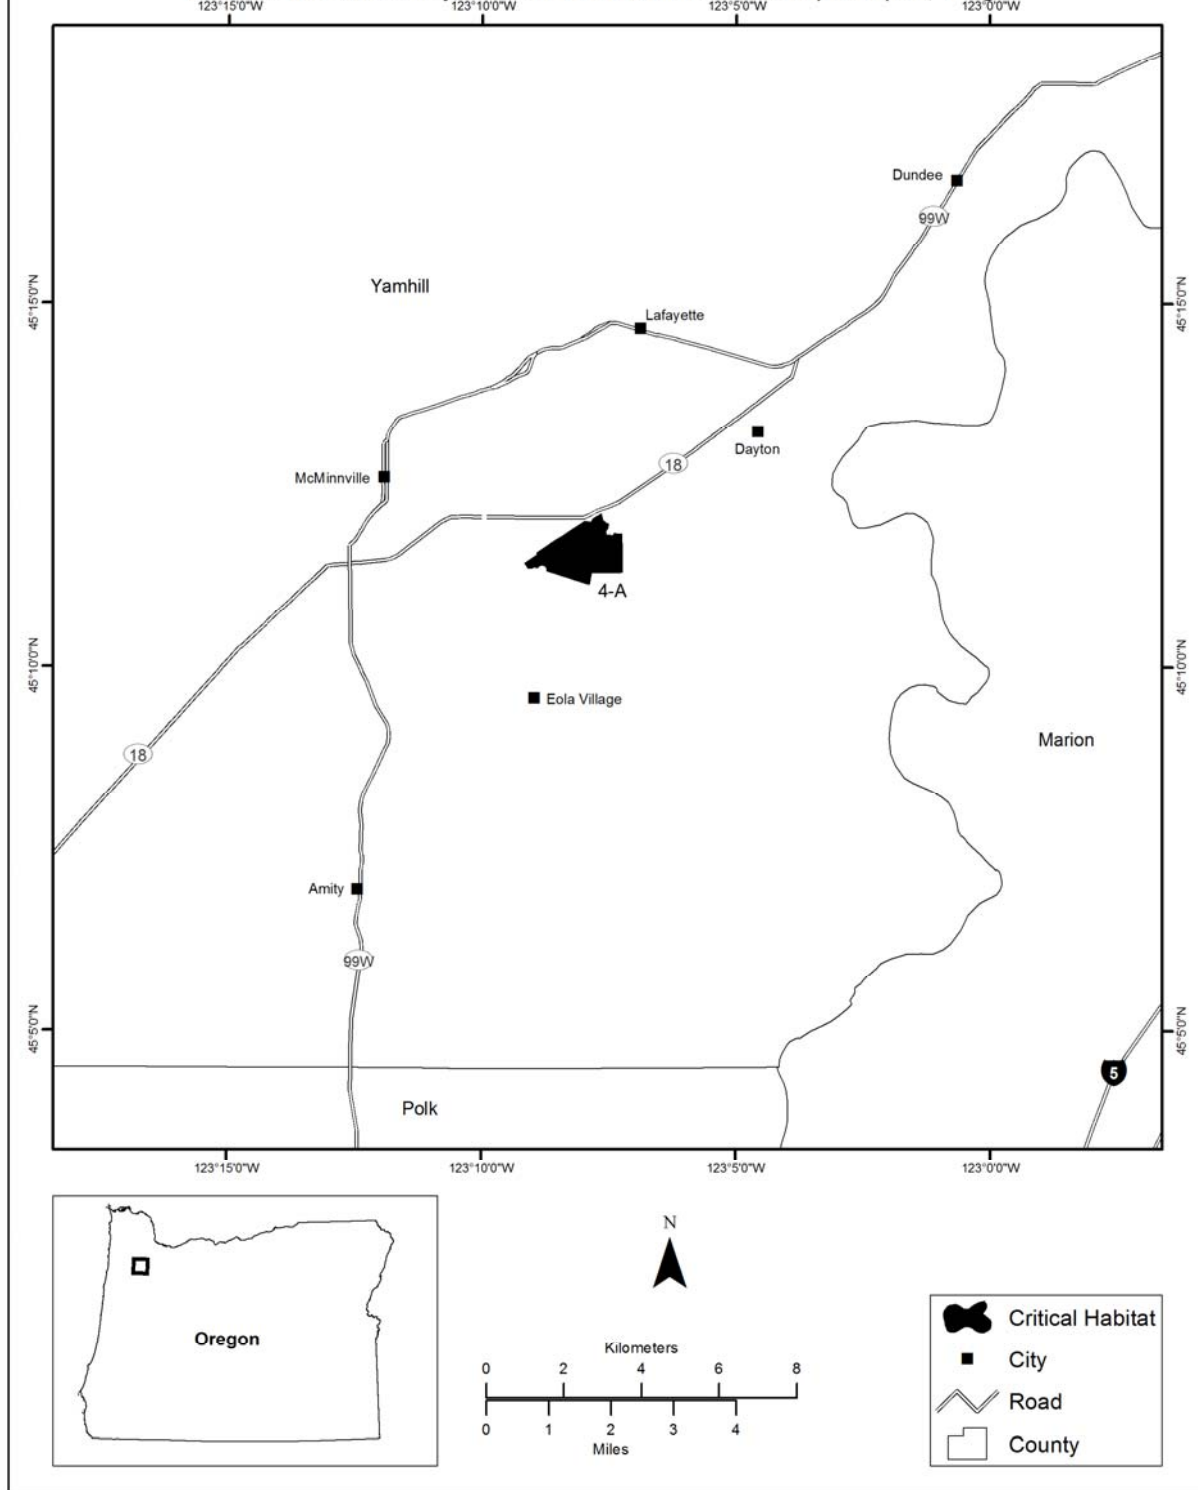 123°15'0"W 123°10'0"W 123°5'0"W 123°0'0"W
Dundee
99W
Yamhill
45°15'0"N 45°15'0"N
Lafayette
Dayton
18
McMinnville
4-A
45°10'0"N 45°10'0"N
Eola Village
Marion
18
Amity
99W
45°5'0"N 45°5'0"N
5
Polk
123°15'0"W 123°10'0"W 123°5'0"W 123°0'0"W
N
Oregon
Kilometers
0 2 4 6 8
0 1 2 3 4
Miles
Critical Habitat
City
Road
County